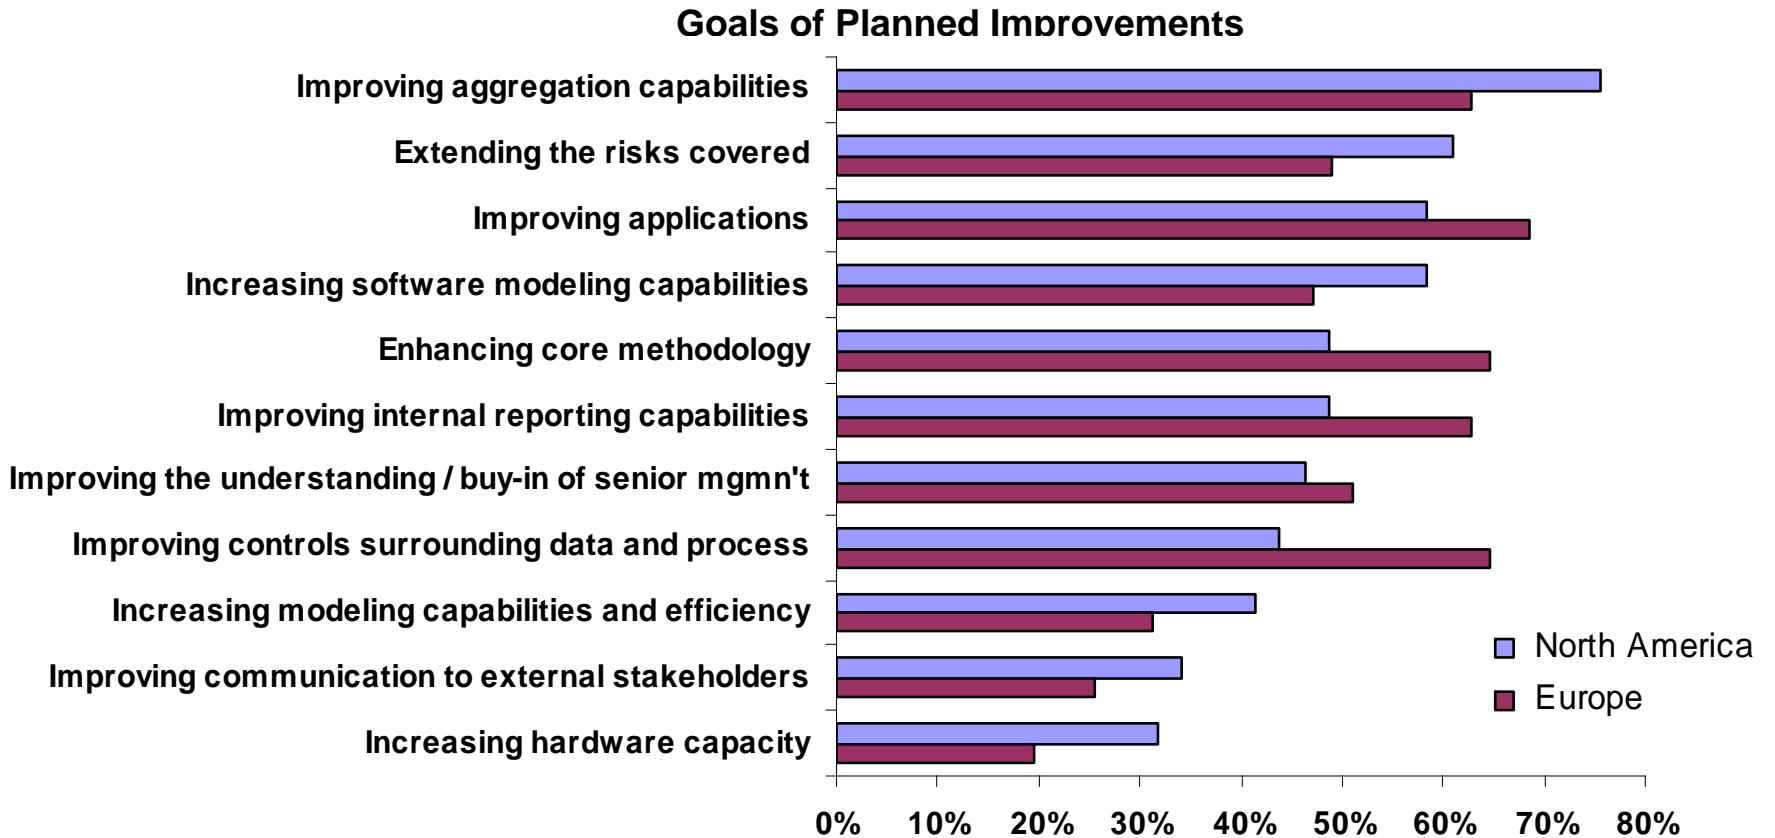 Goals of Planned Improvements
Improving aggregation capabilities
Extending the risks covered
Improving applications
Increasing software modeling capabilities
Enhancing core methodology
Improving internal reporting capabilities
Improving the understanding / buy-in of senior mgmn't
Improving controls surrounding data and process
Increasing modeling capabilities and efficiency
Improving communication to external stakeholders
Increasing hardware capacity
North America
Europe
0% 10% 20% 30% 40% 50% 60% 70% 80%